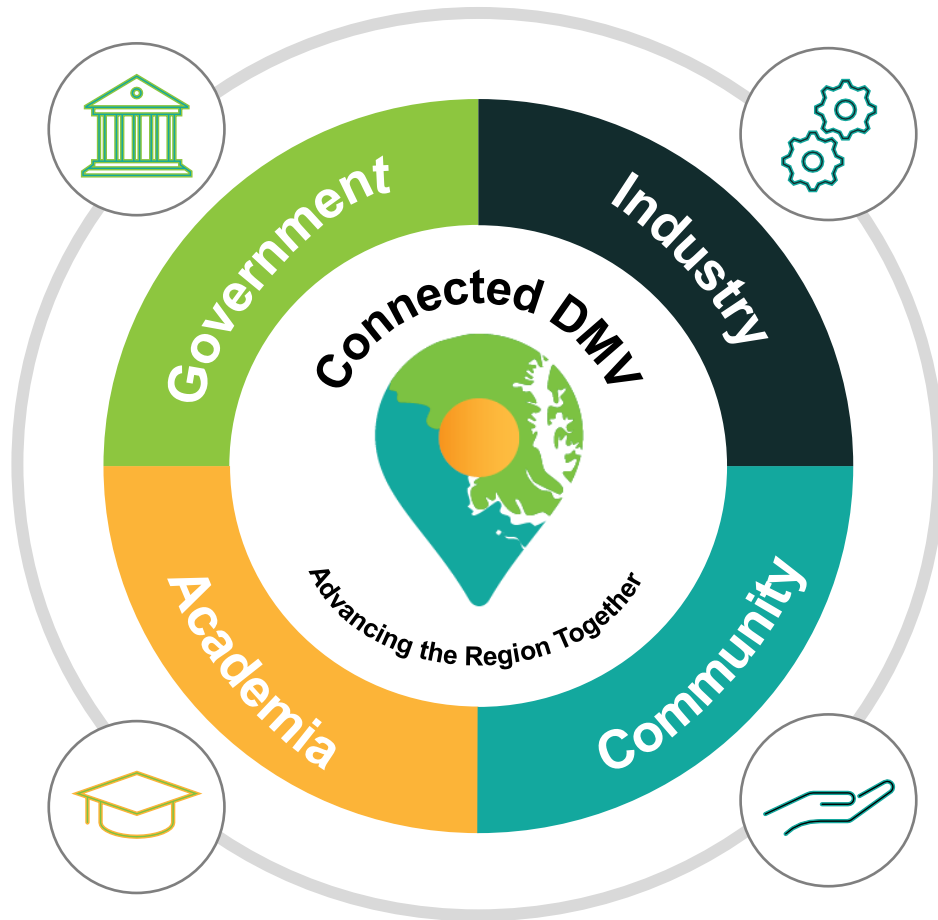 Government
Industry
Connected DMV
Advancing the Region Together
Academia
Community